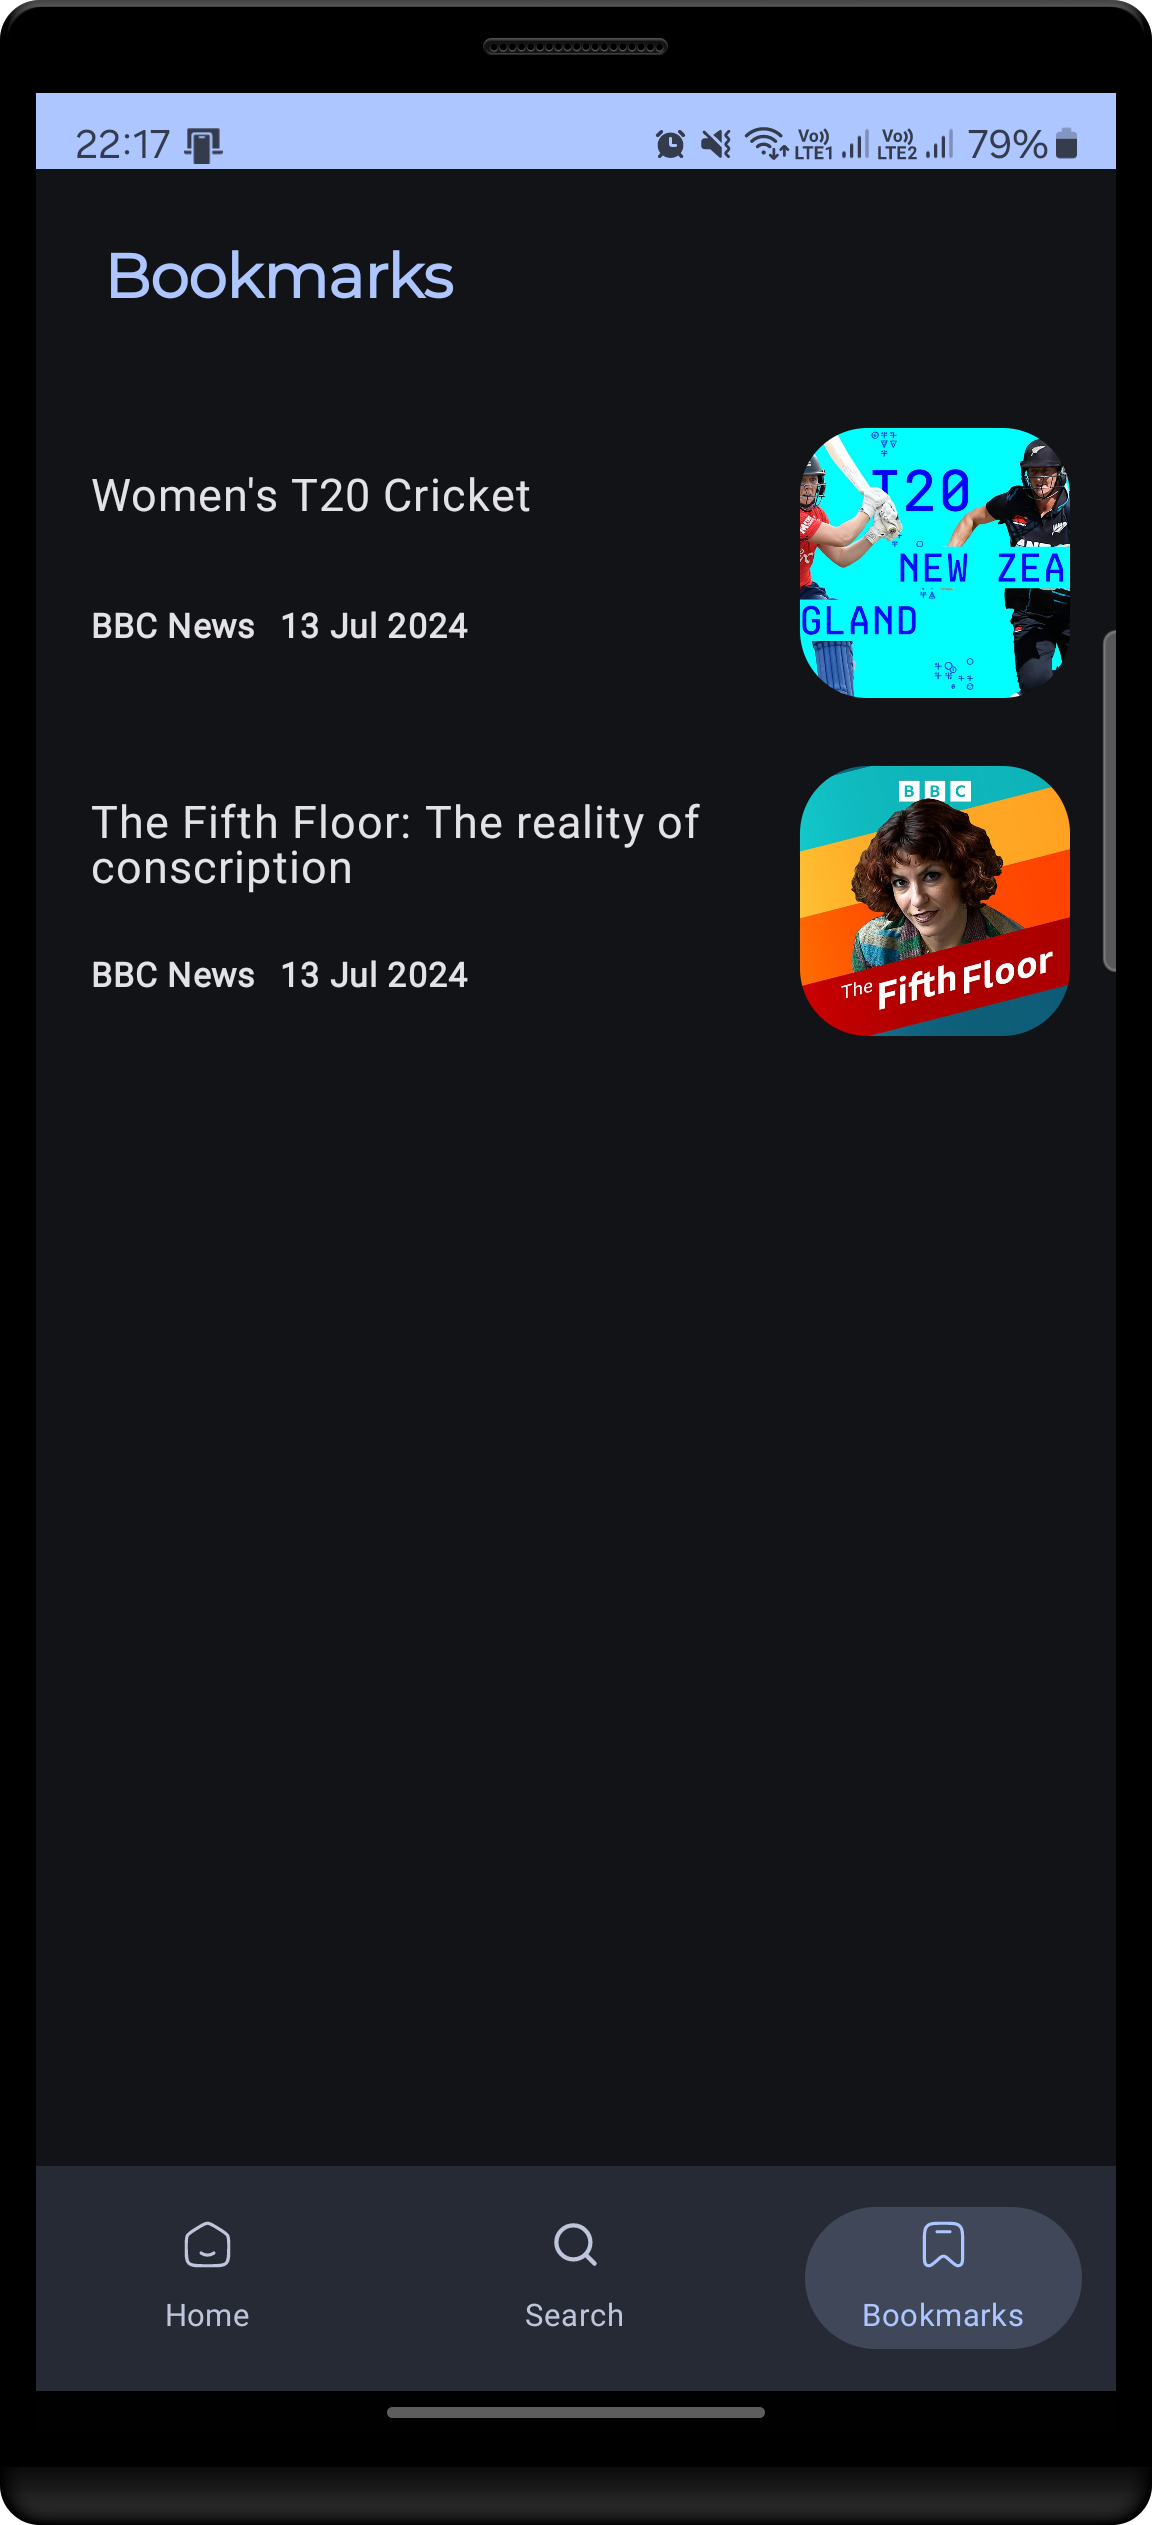 22:17 Vo)) LTE1 Vo)) LTE2 79%
Bookmarks
Women's T20 Cricket
BBC News 13 Jul 2024
T20
NEW ZEA
GLAND
The Fifth Floor: The reality of
conscription
BBC News 13 Jul 2024
BBC
The Fifth Floor
Home Search Bookmarks